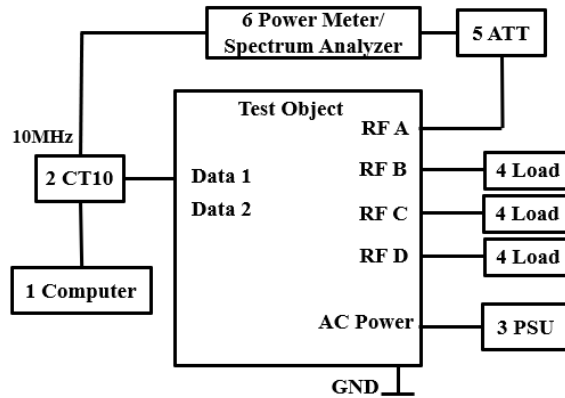 6 Power Meter/
Spectrum Analyzer
5 ATT
Test Object
RF A
10MHz
2 CT10
Data 1
RF B
4 Load
Data 2
RF C
4 Load
RF D
4 Load
1 Computer
AC Power
3 PSU
GND